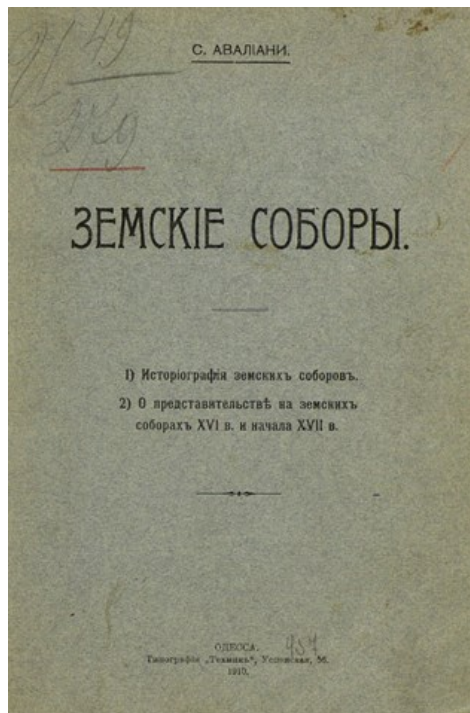 С. АВАЛІАНИ.
ЗЕМСКІЕ СОБОРЫ.
1) Исторіографія земскихъ соборовъ.
2) О представительствѣ на земскихъ
соборахъ XVI в. и начала XVII в.
ОДЕССА.
Типографія „Техникъ“, Успенская, 56.
1910.